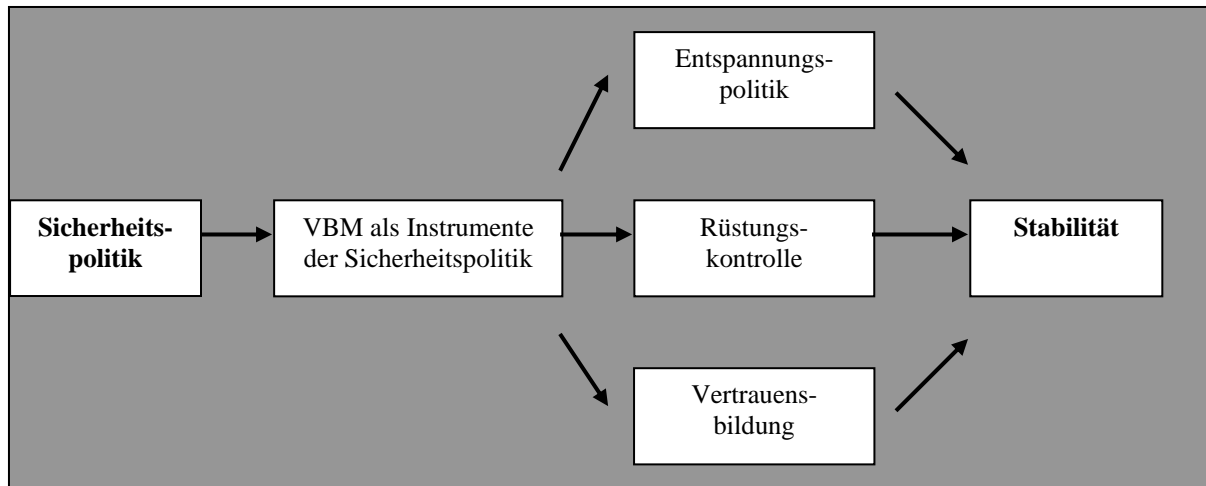 Sicherheits-
politik
VBM als Instrumente
der Sicherheitspolitik
Entspannungs-
politik
Rüstungs-
kontrolle
Vertrauens-
bildung
Stabilität